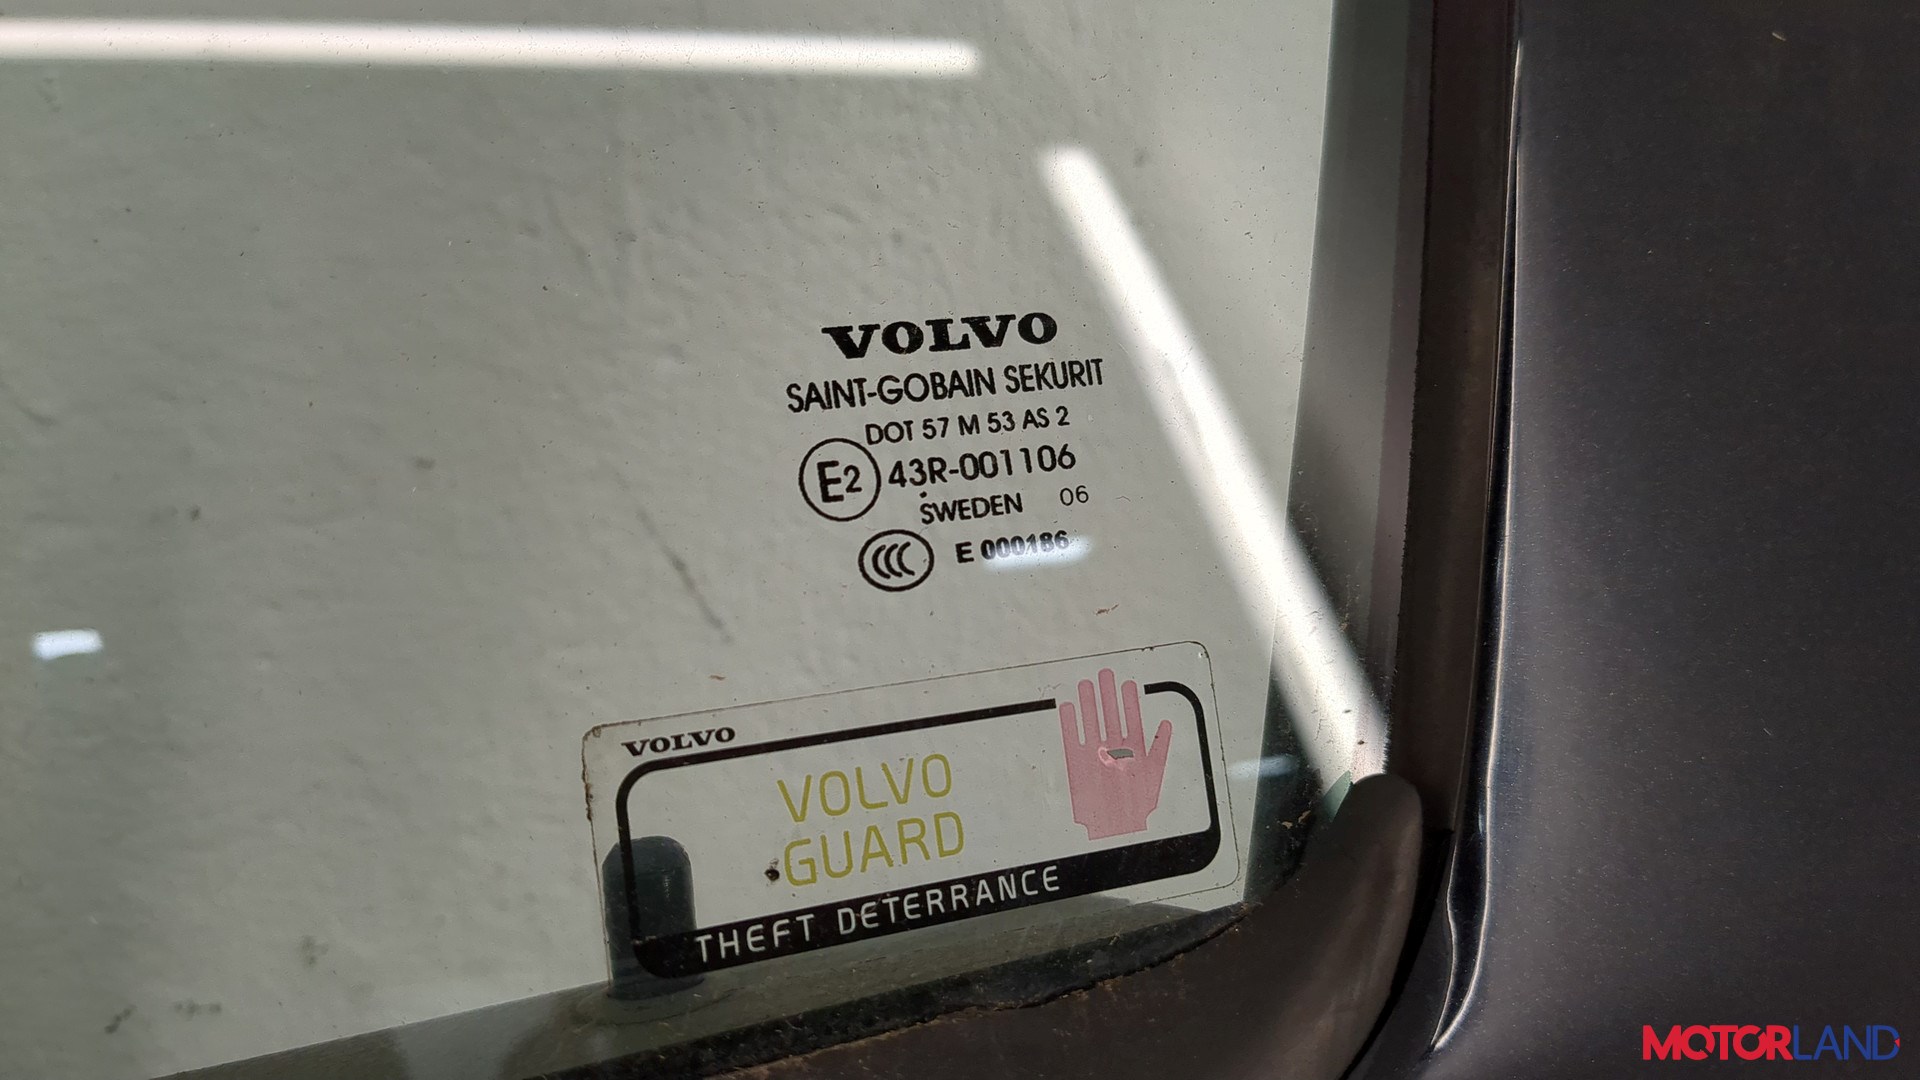 VOLVO
SAINT-GOBAIN SEKURIT
DOT 57 M 53 AS 2
E2 43R-001106
SWEDEN 06
CCC E 000186
VOLVO
VOLVO
GUARD
THEFT DETERRANCE
MOTORLAND